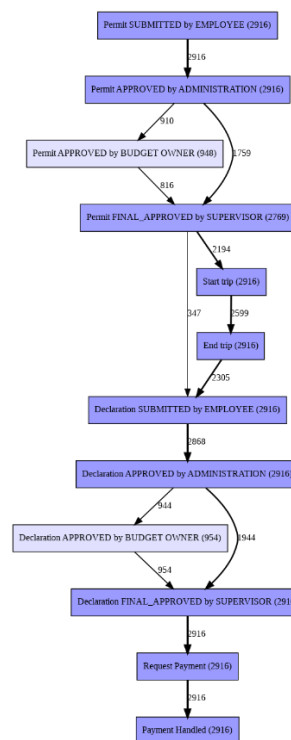 Permit SUBMITTED by EMPLOYEE (2916)
2916
Permit APPROVED by ADMINISTRATION (2916)
910
Permit APPROVED by BUDGET OWNER (948)
1759
816
Permit FINAL_APPROVED by SUPERVISOR (2769)
2194
Start trip (2916)
347
2599
End trip (2916)
2305
Declaration SUBMITTED by EMPLOYEE (2916)
2868
Declaration APPROVED by ADMINISTRATION (2916)
944
Declaration APPROVED by BUDGET OWNER (954)
1944
954
Declaration FINAL_APPROVED by SUPERVISOR (2916
2916
Request Payment (2916)
2916
Payment Handled (2916)